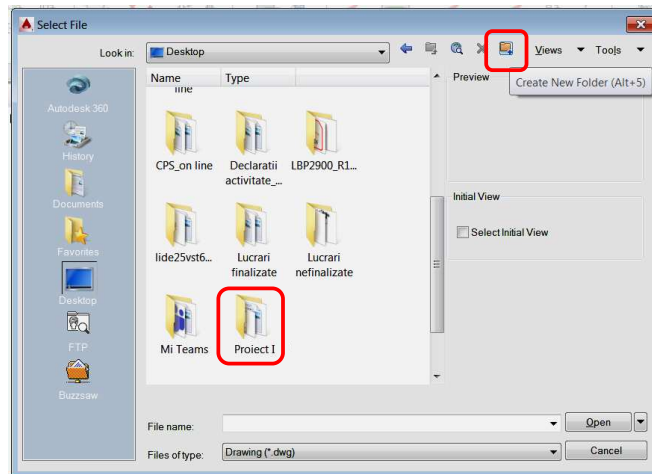 Select File
Look in:
Desktop
Views
Tools
Create New Folder (Alt+5)
Name
Type
Preview
line
Autodesk 360
History
Documents
Favorites
Desktop
FTP
Buzzsaw
CPS_on line
Declaratii
activitate_...
LBP2900_R1...
lide25vst6...
Lucrari
finalizate
Lucrari
nefinalizate
Mi Teams
Proiect I
Initial View
Select Initial View
File name:
Open
Files of type:
Drawing (*.dwg)
Cancel